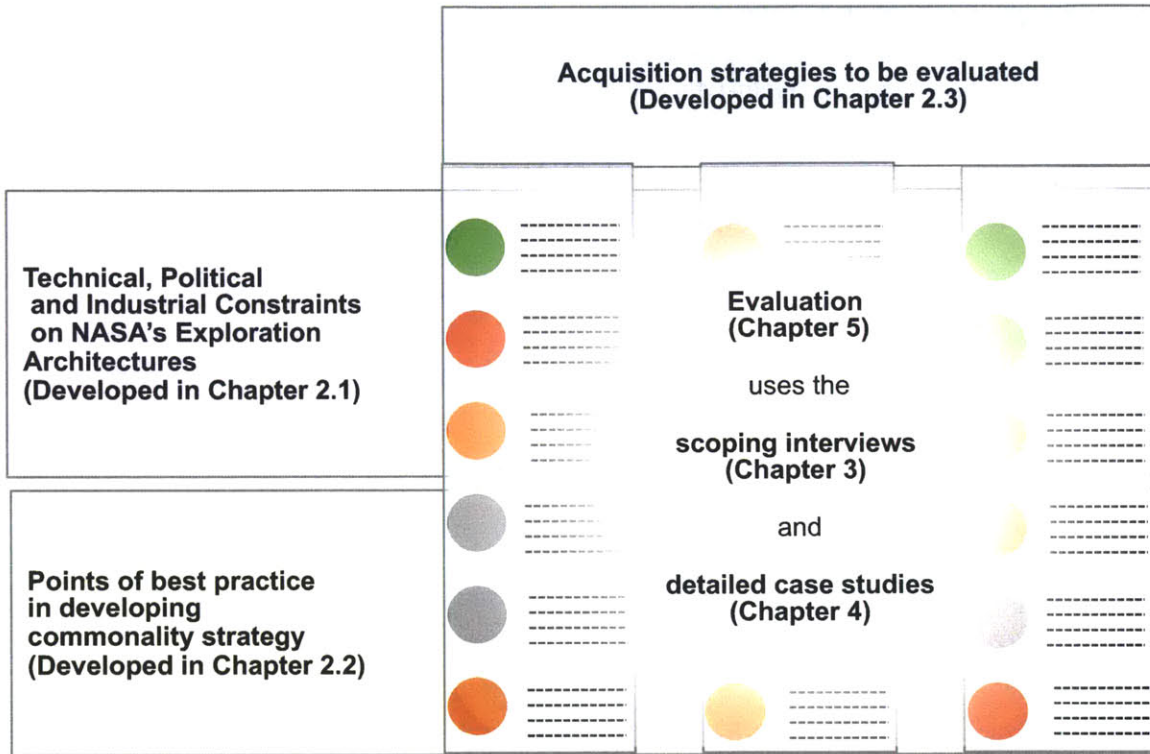 Acquisition strategies to be evaluated
(Developed in Chapter 2.3)
Technical, Political
and Industrial Constraints
on NASA's Exploration
Architectures
(Developed in Chapter 2.1)
Points of best practice
in developing
commonality strategy
(Developed in Chapter 2.2)
Evaluation
(Chapter 5)
uses the
scoping interviews
(Chapter 3)
and
detailed case studies
(Chapter 4)